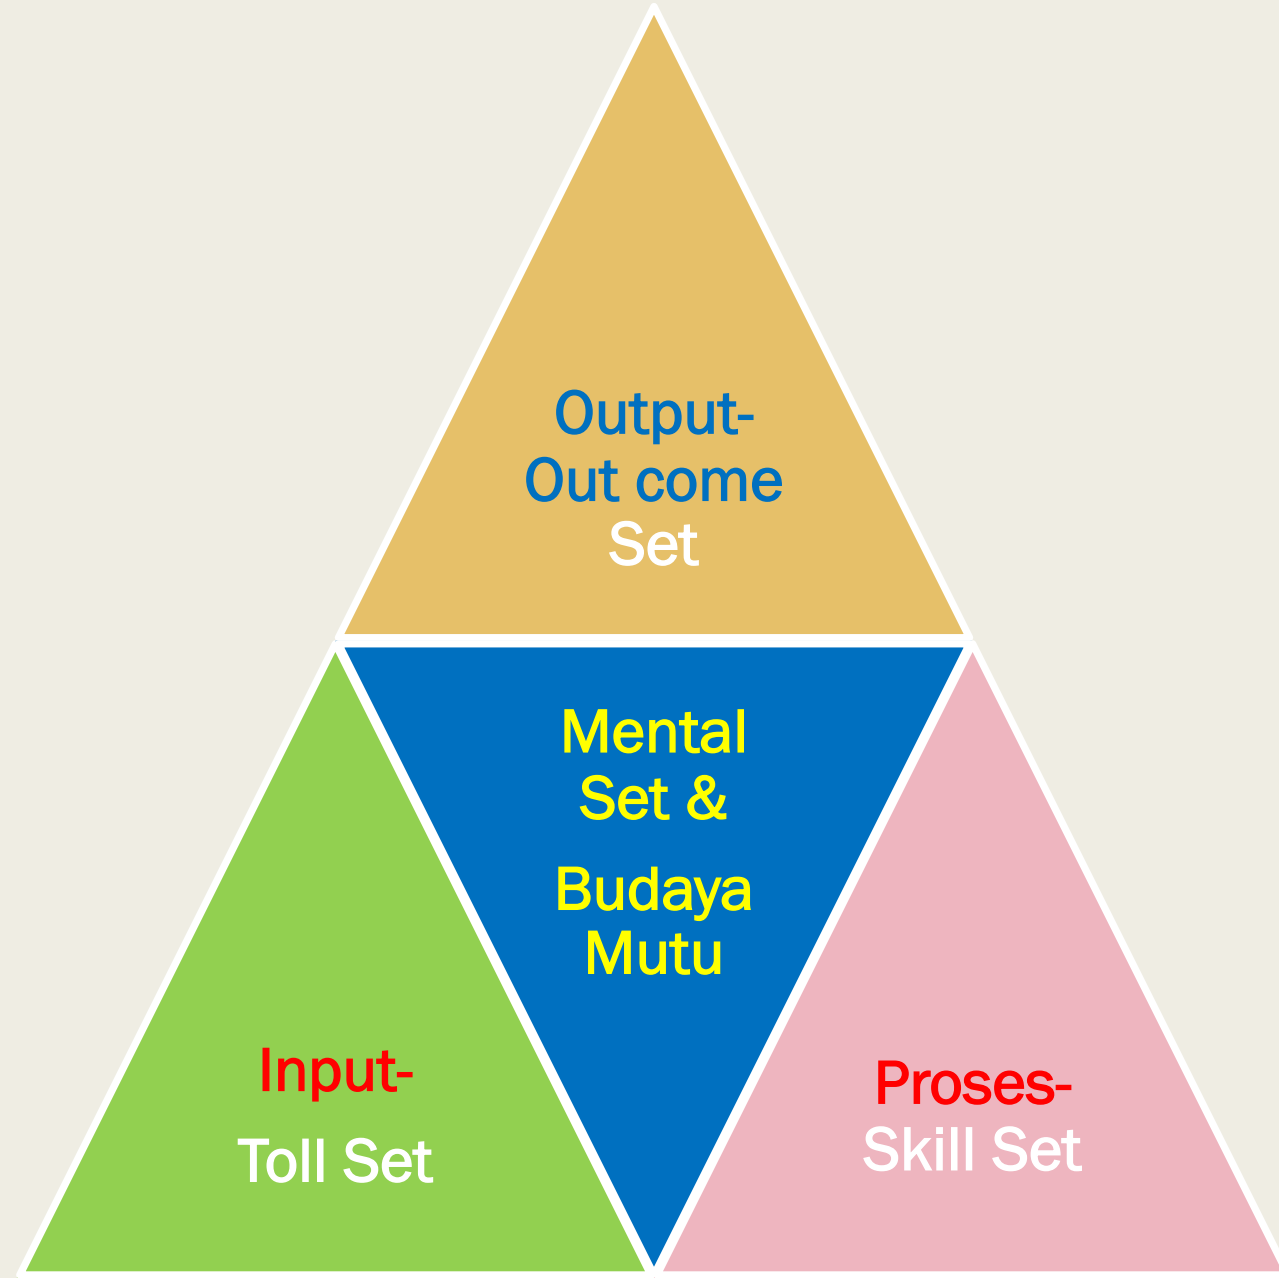 Output-
Out come
Set
Mental
Set &
Budaya
Mutu
Input-
Toll Set
Proses-
Skill Set